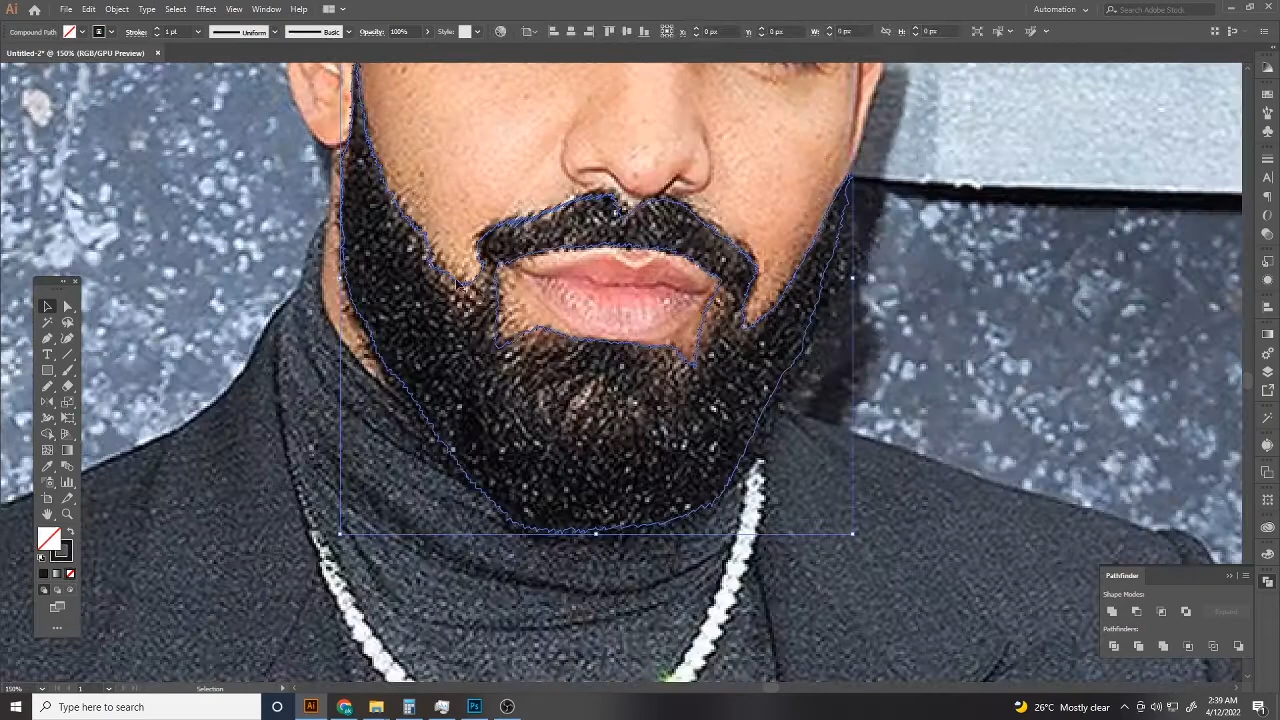 Ai File Edit Object Type Select Effect View Window Help Automation Search Adobe Stock
Compound Path Stroke: 1 pt Uniform Basic Opacity: 100% Style: X: 0 px Y: 0 px W: 0 px H: 0 px
Untitled-2* @ 150% (RGB/GPU Preview) ×
Pathfinder
Shape Modes:
Expand
Pathfinders:
150% 1 Selection
Type here to search Ai Ps 26°C Mostly clear 2:39 AM
4/12/2022